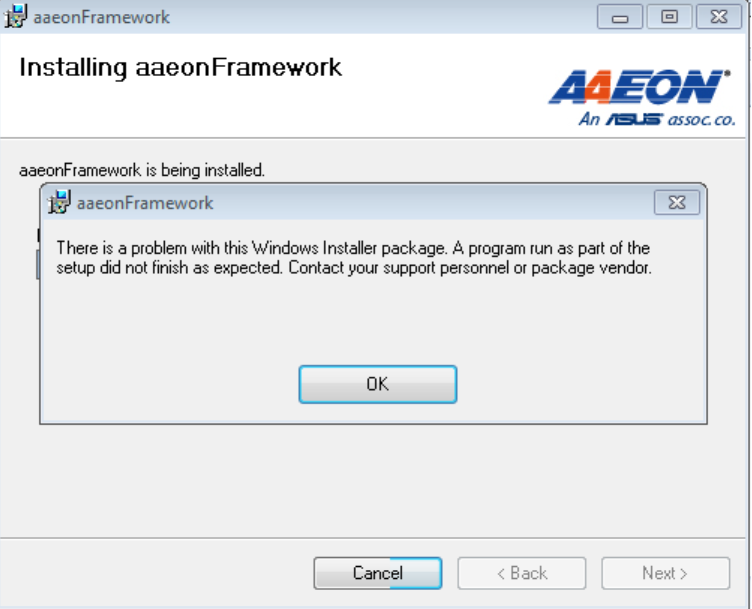 aaeonFramework
Installing aaeonFramework
AAEON
An ASUS assoc. co.
aaeonFramework is being installed.
aaeonFramework
There is a problem with this Windows Installer package. A program run as part of the
setup did not finish as expected. Contact your support personnel or package vendor.
OK
Cancel
< Back
Next >